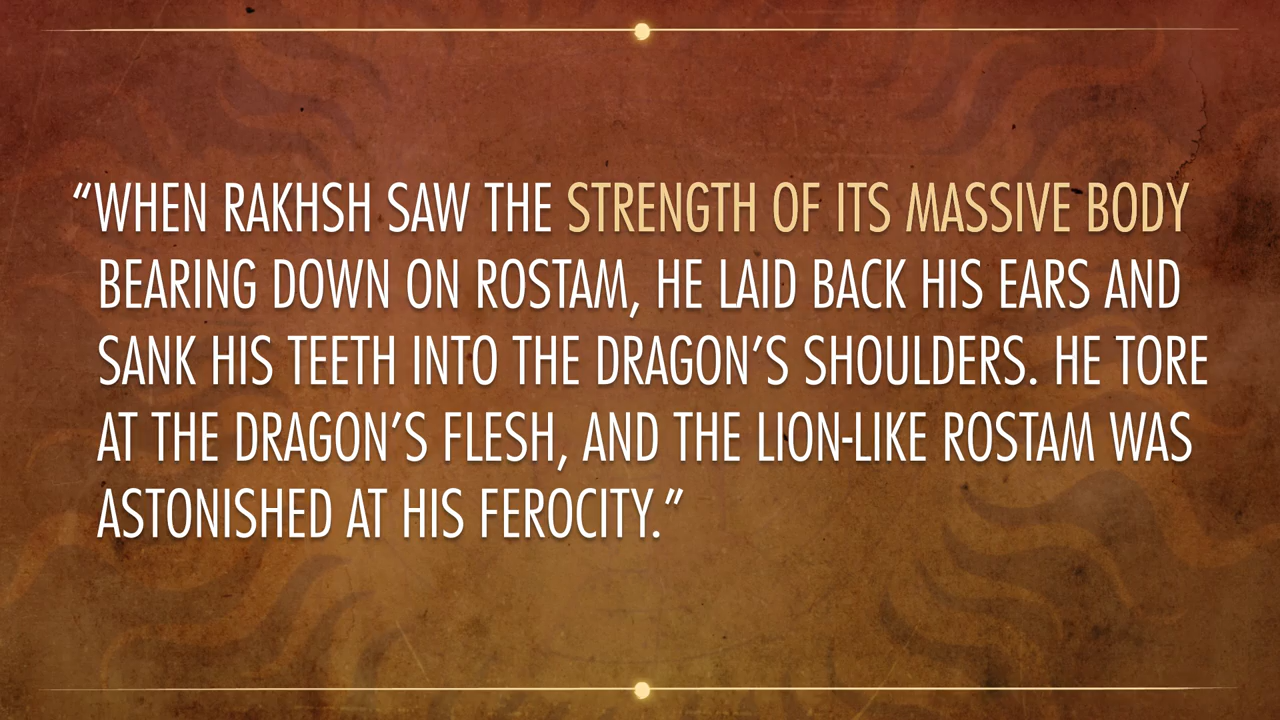 “WHEN RAKHSH SAW THE STRENGTH OF ITS MASSIVE BODY
BEARING DOWN ON ROSTAM, HE LAID BACK HIS EARS AND
SANK HIS TEETH INTO THE DRAGON’S SHOULDERS. HE TORE
AT THE DRAGON’S FLESH, AND THE LION-LIKE ROSTAM WAS
ASTONISHED AT HIS FEROCITY.”